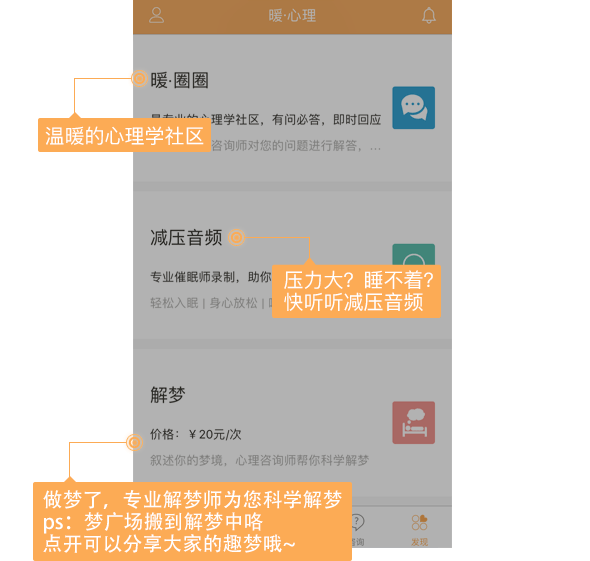 暖·心理
暖·圈圈
最专业的心理学社区，有问必答，即时回应
温暖的心理学社区
咨询师对您的问题进行解答，...
减压音频
专业催眠师录制，助你
压力大？睡不着？
快听听减压音频
轻松入眠 | 身心放松 |
解梦
价格：￥20元/次
叙述你的梦境，心理咨询师帮你科学解梦
做梦了，专业解梦师为您科学解梦
ps：梦广场搬到解梦中咯
点开可以分享大家的趣梦哦~
咨询
发现